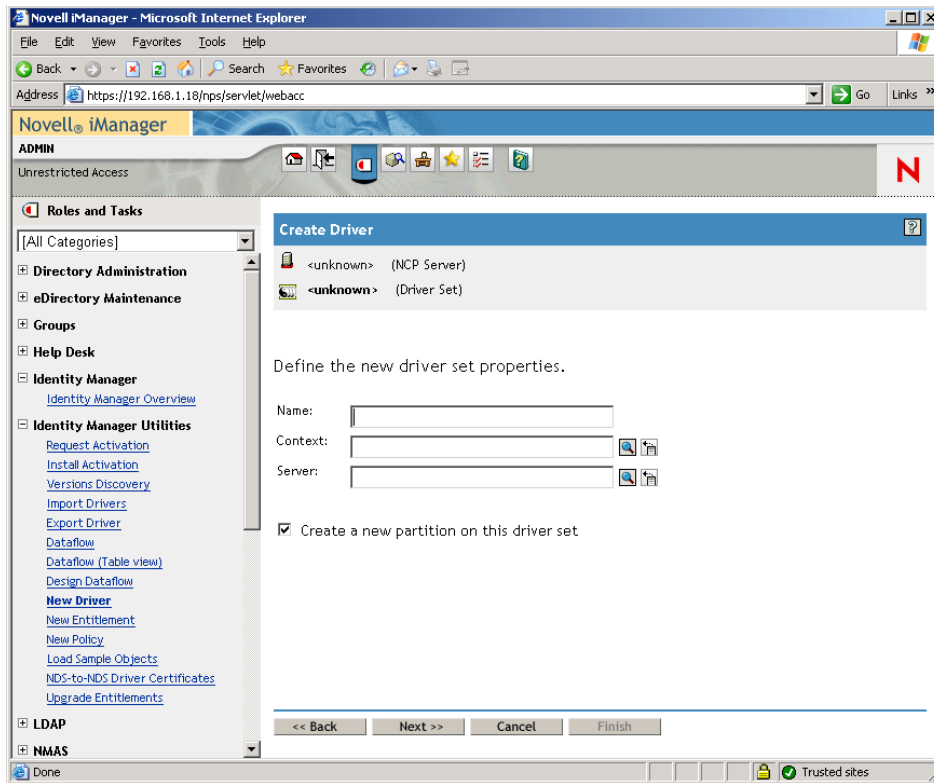 Novell iManager - Microsoft Internet Explorer
File Edit View Favorites Tools Help
Back Search Favorites
Address https://192.168.1.18/nps/servlet/webacc Go Links »
Novell® iManager
ADMIN
Unrestricted Access
N
Roles and Tasks
[All Categories]
Directory Administration
eDirectory Maintenance
Groups
Help Desk
Identity Manager
Identity Manager Overview
Identity Manager Utilities
Request Activation
Install Activation
Versions Discovery
Import Drivers
Export Driver
Dataflow
Dataflow (Table view)
Design Dataflow
New Driver
New Entitlement
New Policy
Load Sample Objects
NDS-to-NDS Driver Certificates
Upgrade Entitlements
LDAP
NMAS
Create Driver ?
<unknown> (NCP Server)
<unknown> (Driver Set)
Define the new driver set properties.
Name:
Context:
Server:
Create a new partition on this driver set
<< Back Next >> Cancel Finish
Done Trusted sites